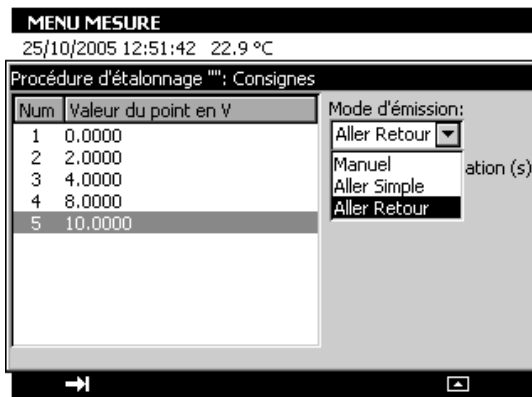 MENU MESURE
25/10/2005 12:51:42 22.9 °C
Procédure d'étalonnage "": Consignes
Num Valeur du point en V
1 0.0000
2 2.0000
3 4.0000
4 8.0000
5 10.0000
Mode d'émission:
Aller Retour
Manuel
ation (s)
Aller Simple
Aller Retour